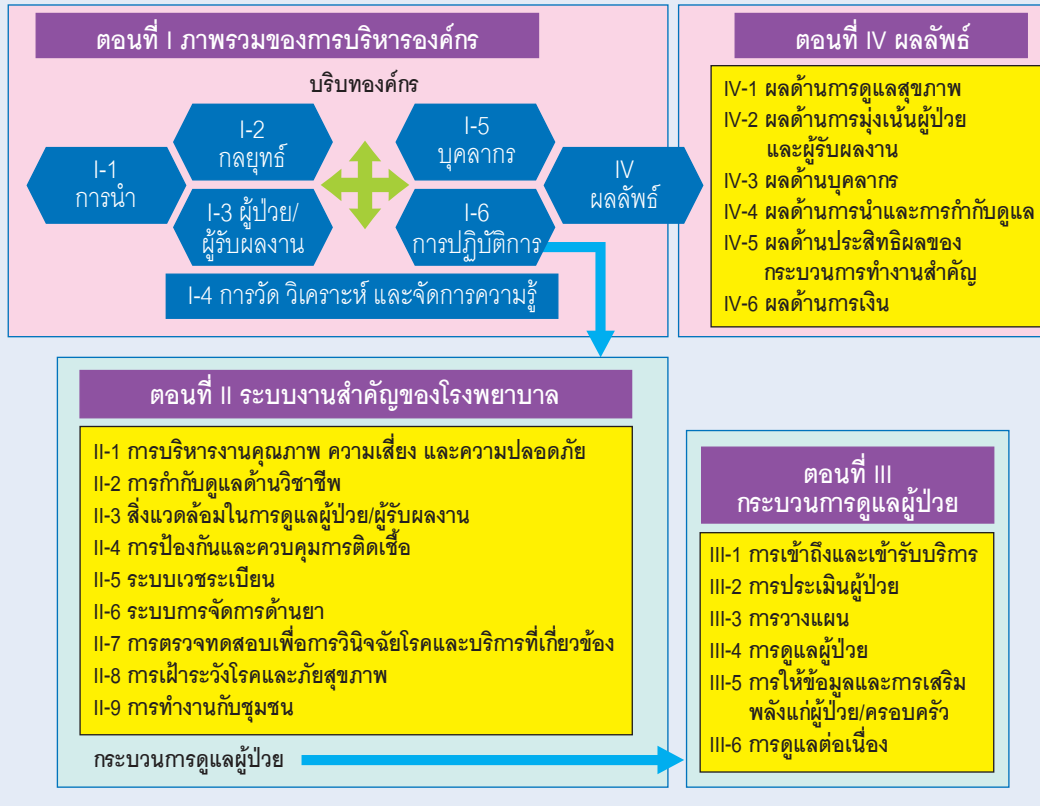 ตอนที่ I ภาพรวมของการบริหารองค์กร
บริบทองค์กร
I-1
การนำ
I-2
กลยุทธ์
I-3 ผู้ป่วย/
ผู้รับผลงาน
I-5
บุคลากร
I-6
การปฏิบัติการ
IV
ผลลัพธ์
I-4 การวัด วิเคราะห์ และจัดการความรู้
ตอนที่ IV ผลลัพธ์
IV-1 ผลด้านการดูแลสุขภาพ
IV-2 ผลด้านการมุ่งเน้นผู้ป่วย
และผู้รับผลงาน
IV-3 ผลด้านบุคลากร
IV-4 ผลด้านการนำและการกำกับดูแล
IV-5 ผลด้านประสิทธิผลของ
กระบวนการทำงานสำคัญ
IV-6 ผลด้านการเงิน
ตอนที่ II ระบบงานสำคัญของโรงพยาบาล
II-1 การบริหารงานคุณภาพ ความเสี่ยง และความปลอดภัย
II-2 การกำกับดูแลด้านวิชาชีพ
II-3 สิ่งแวดล้อมในการดูแลผู้ป่วย/ผู้รับผลงาน
II-4 การป้องกันและควบคุมการติดเชื้อ
II-5 ระบบเวชระเบียน
II-6 ระบบการจัดการด้านยา
II-7 การตรวจทดสอบเพื่อการวินิจฉัยโรคและบริการที่เกี่ยวข้อง
II-8 การเฝ้าระวังโรคและภัยสุขภาพ
II-9 การทำงานกับชุมชน
กระบวนการดูแลผู้ป่วย
ตอนที่ III
กระบวนการดูแลผู้ป่วย
III-1 การเข้าถึงและเข้ารับบริการ
III-2 การประเมินผู้ป่วย
III-3 การวางแผน
III-4 การดูแลผู้ป่วย
III-5 การให้ข้อมูลและการเสริม
พลังแก่ผู้ป่วย/ครอบครัว
III-6 การดูแลต่อเนื่อง